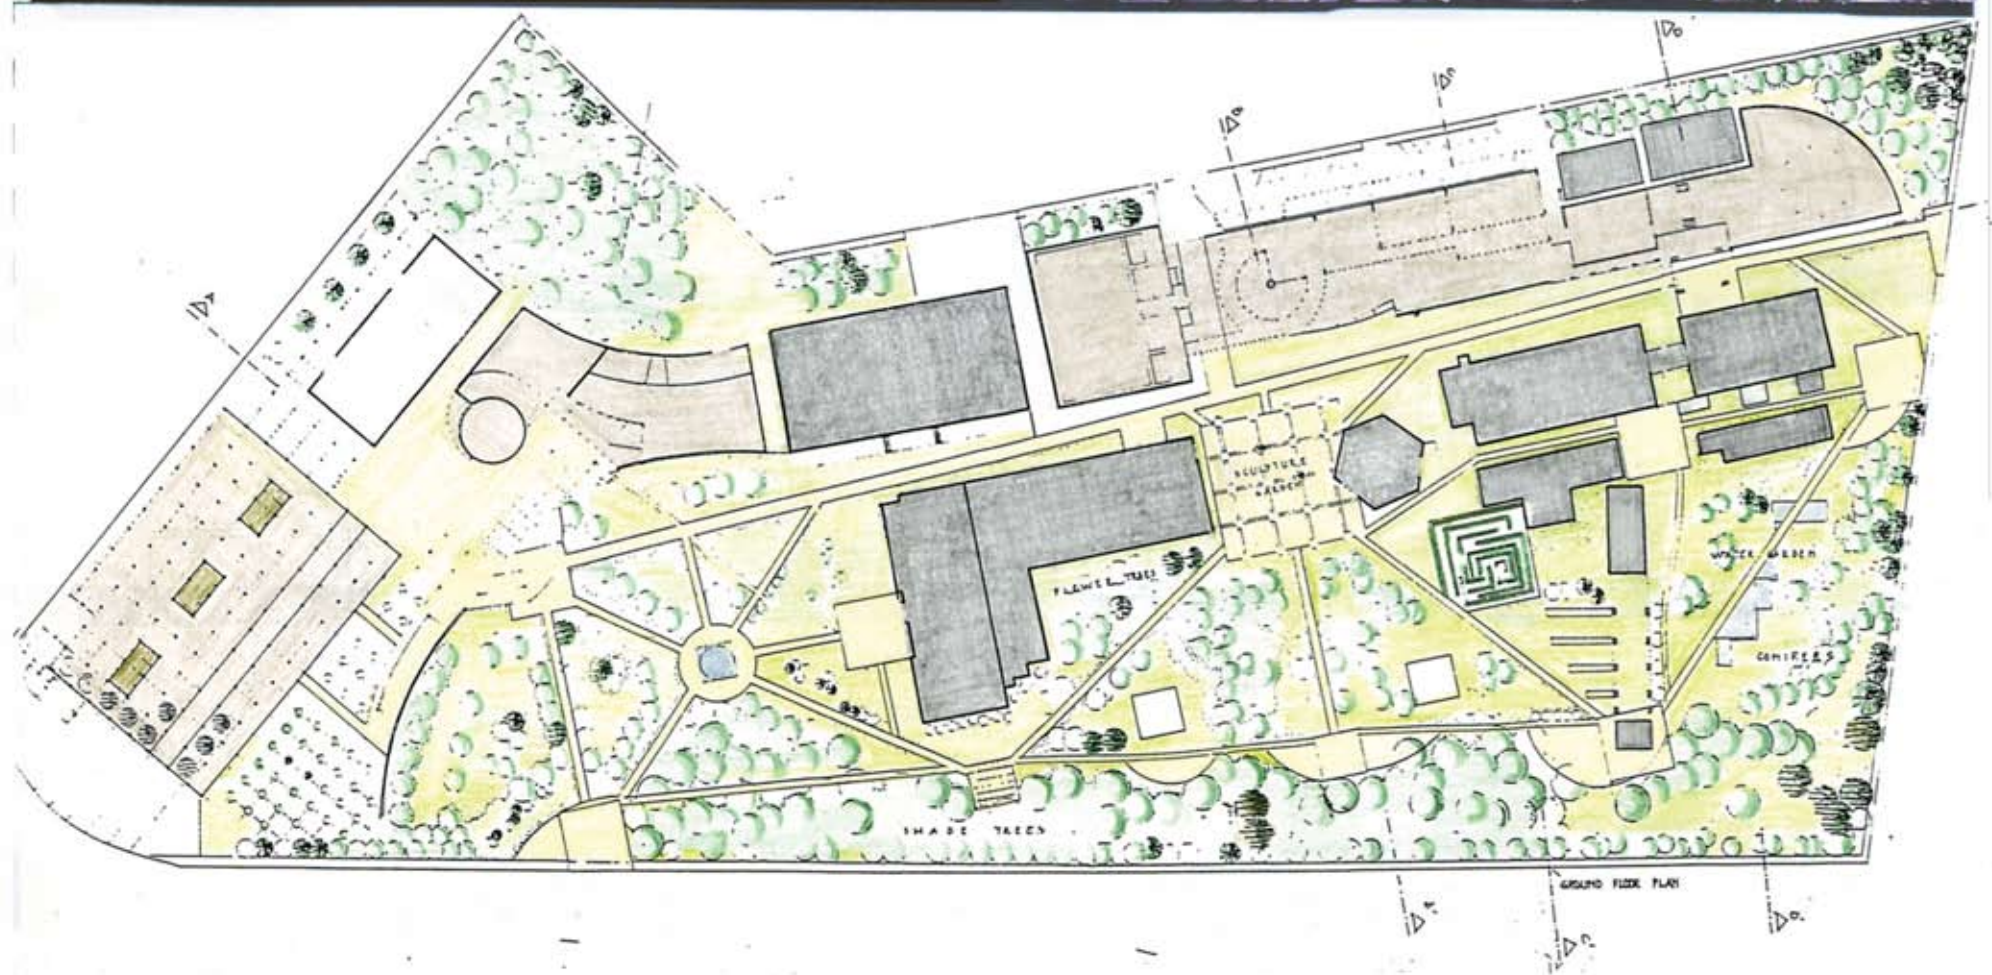 SCULPTURE
GARDEN
FLOWER TREES
WATER GARDEN
CONIFERS
SHADE TREES
GROUND FLOOR PLAN